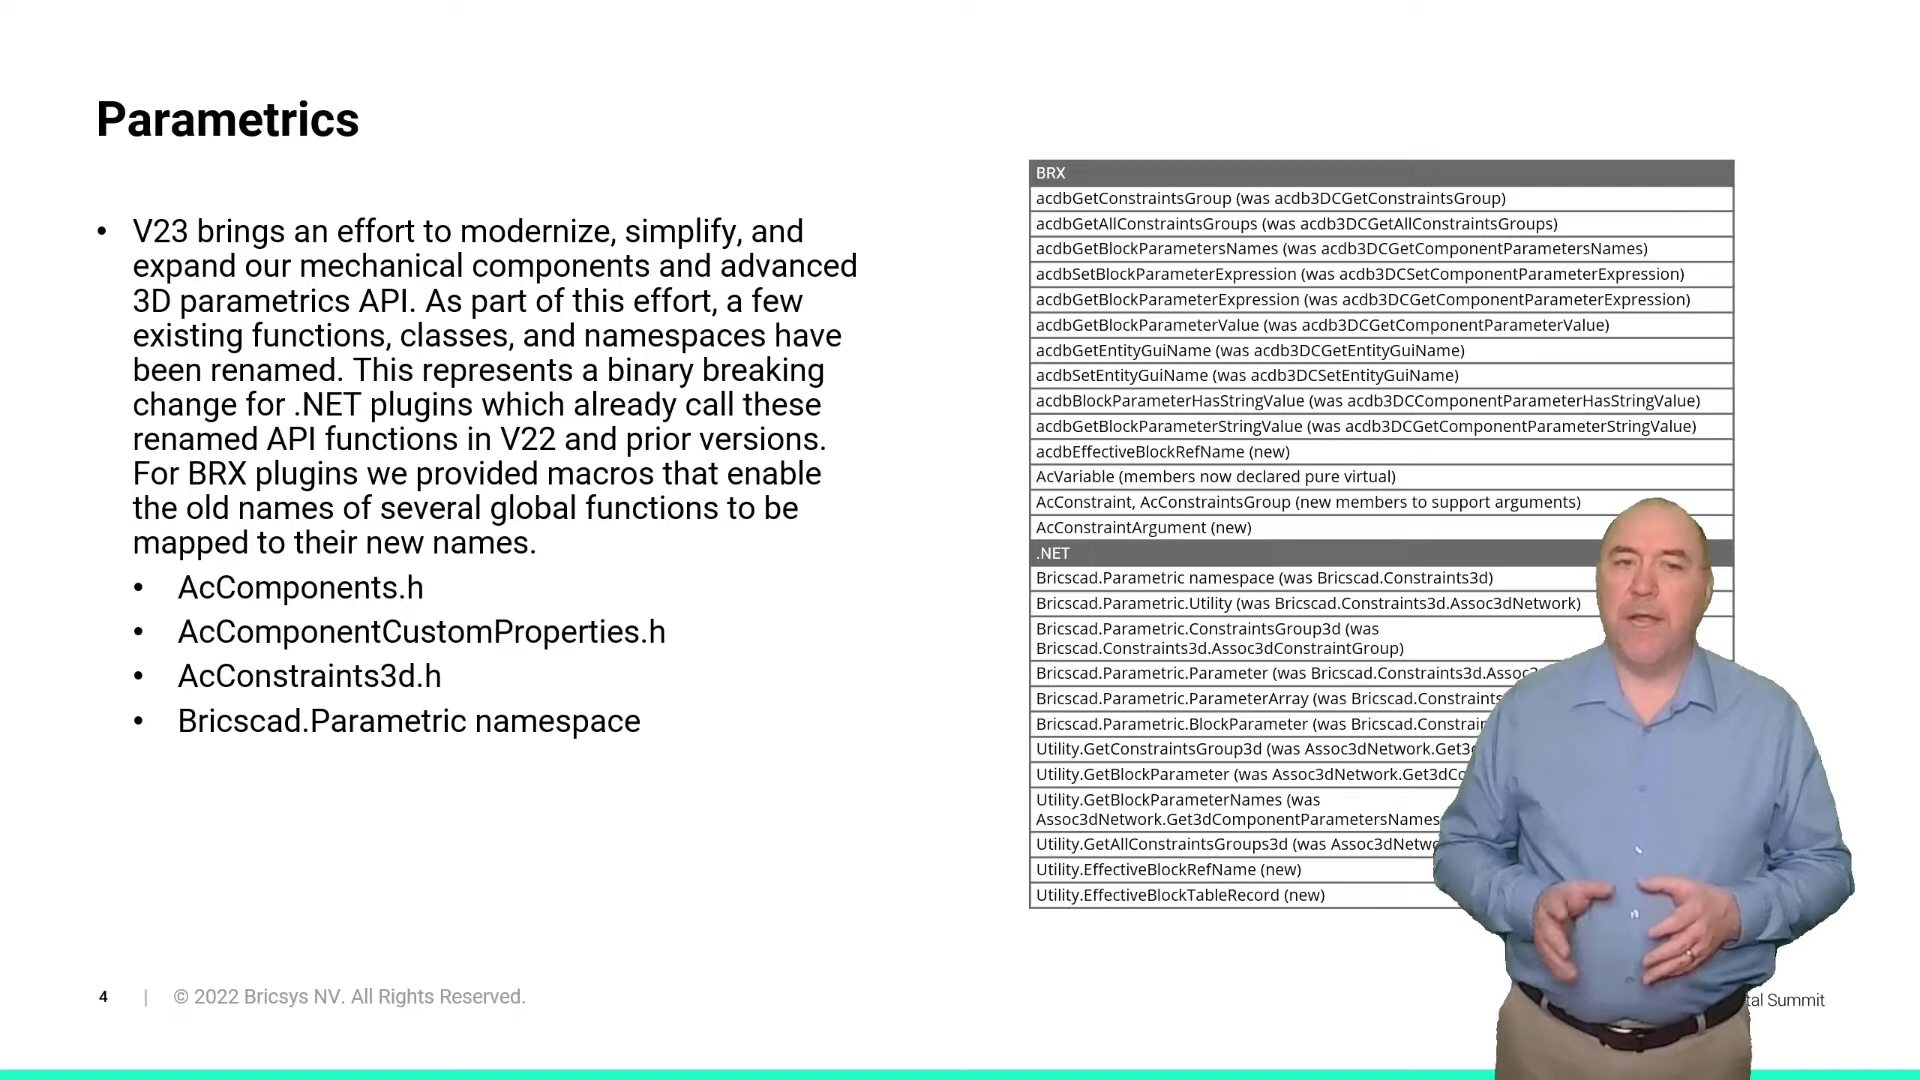 Parametrics
• V23 brings an effort to modernize, simplify, and
expand our mechanical components and advanced
3D parametrics API. As part of this effort, a few
existing functions, classes, and namespaces have
been renamed. This represents a binary breaking
change for .NET plugins which already call these
renamed API functions in V22 and prior versions.
For BRX plugins we provided macros that enable
the old names of several global functions to be
mapped to their new names.
• AcComponents.h
• AcComponentCustomProperties.h
• AcConstraints3d.h
• Bricscad.Parametric namespace
BRX
acdbGetConstraintsGroup (was acdb3DCGetConstraintsGroup)
acdbGetAllConstraintsGroups (was acdb3DCGetAllConstraintsGroups)
acdbGetBlockParametersNames (was acdb3DCGetComponentParametersNames)
acdbSetBlockParameterExpression (was acdb3DCSetComponentParameterExpression)
acdbGetBlockParameterExpression (was acdb3DCGetComponentParameterExpression)
acdbGetBlockParameterValue (was acdb3DCGetComponentParameterValue)
acdbGetEntityGuiName (was acdb3DCGetEntityGuiName)
acdbSetEntityGuiName (was acdb3DCSetEntityGuiName)
acdbBlockParameterHasStringValue (was acdb3DCComponentParameterHasStringValue)
acdbGetBlockParameterStringValue (was acdb3DCGetComponentParameterStringValue)
acdbEffectiveBlockRefName (new)
AcVariable (members now declared pure virtual)
AcConstraint, AcConstraintsGroup (new members to support arguments)
AcConstraintArgument (new)
.NET
Bricscad.Parametric namespace (was Bricscad.Constraints3d)
Bricscad.Parametric.Utility (was Bricscad.Constraints3d.Assoc3dNetwork)
Bricscad.Parametric.ConstraintsGroup3d (was
Bricscad.Constraints3d.Assoc3dConstraintGroup)
Bricscad.Parametric.Parameter (was Bricscad.Constraints3d.Assoc
Bricscad.Parametric.ParameterArray (was Bricscad.Constraints
Bricscad.Parametric.BlockParameter (was Bricscad.Constrain
Utility.GetConstraintsGroup3d (was Assoc3dNetwork.Get3
Utility.GetBlockParameter (was Assoc3dNetwork.Get3dCo
Utility.GetBlockParameterNames (was
Assoc3dNetwork.Get3dComponentParametersNames
Utility.GetAllConstraintsGroups3d (was Assoc3dNetwo
Utility.EffectiveBlockRefName (new)
Utility.EffectiveBlockTableRecord (new)
4 | © 2022 Bricsys NV. All Rights Reserved.
tal Summit